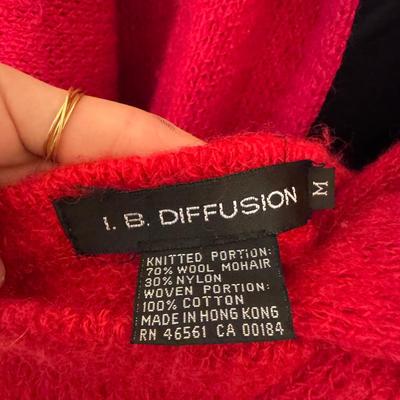 I. B. DIFFUSION
M
KNITTED PORTION:
70% WOOL MOHAIR
30% NYLON
WOVEN PORTION:
100% COTTON
MADE IN HONG KONG
RN 46561 CA 00184